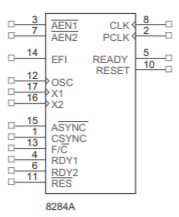 3 AEN1 CLK 8
7 AEN2 PCLK 2
14 EFI READY 5
RESET 10
12 OSC
17 X1
16 X2
15 ASYNC
1 CSYNC
13 F/C
4 RDY1
6 RDY2
11 RES
8284A